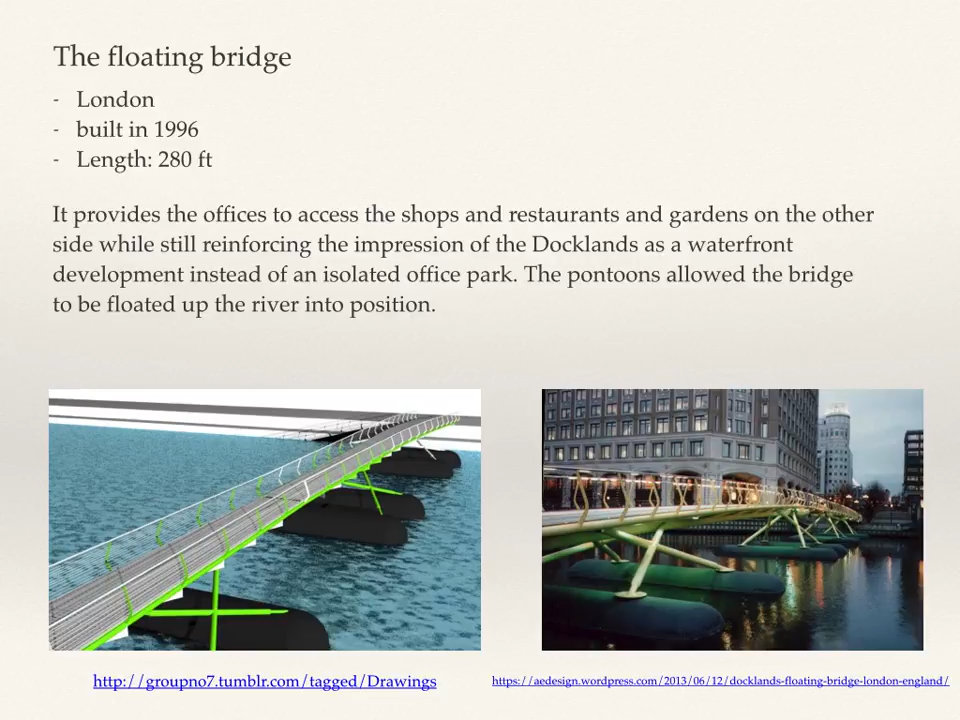 The floating bridge
- London
- built in 1996
- Length: 280 ft
It provides the offices to access the shops and restaurants and gardens on the other
side while still reinforcing the impression of the Docklands as a waterfront
development instead of an isolated office park. The pontoons allowed the bridge
to be floated up the river into position.
http://groupno7.tumblr.com/tagged/Drawings
https://aedesign.wordpress.com/2013/06/12/docklands-floating-bridge-london-england/